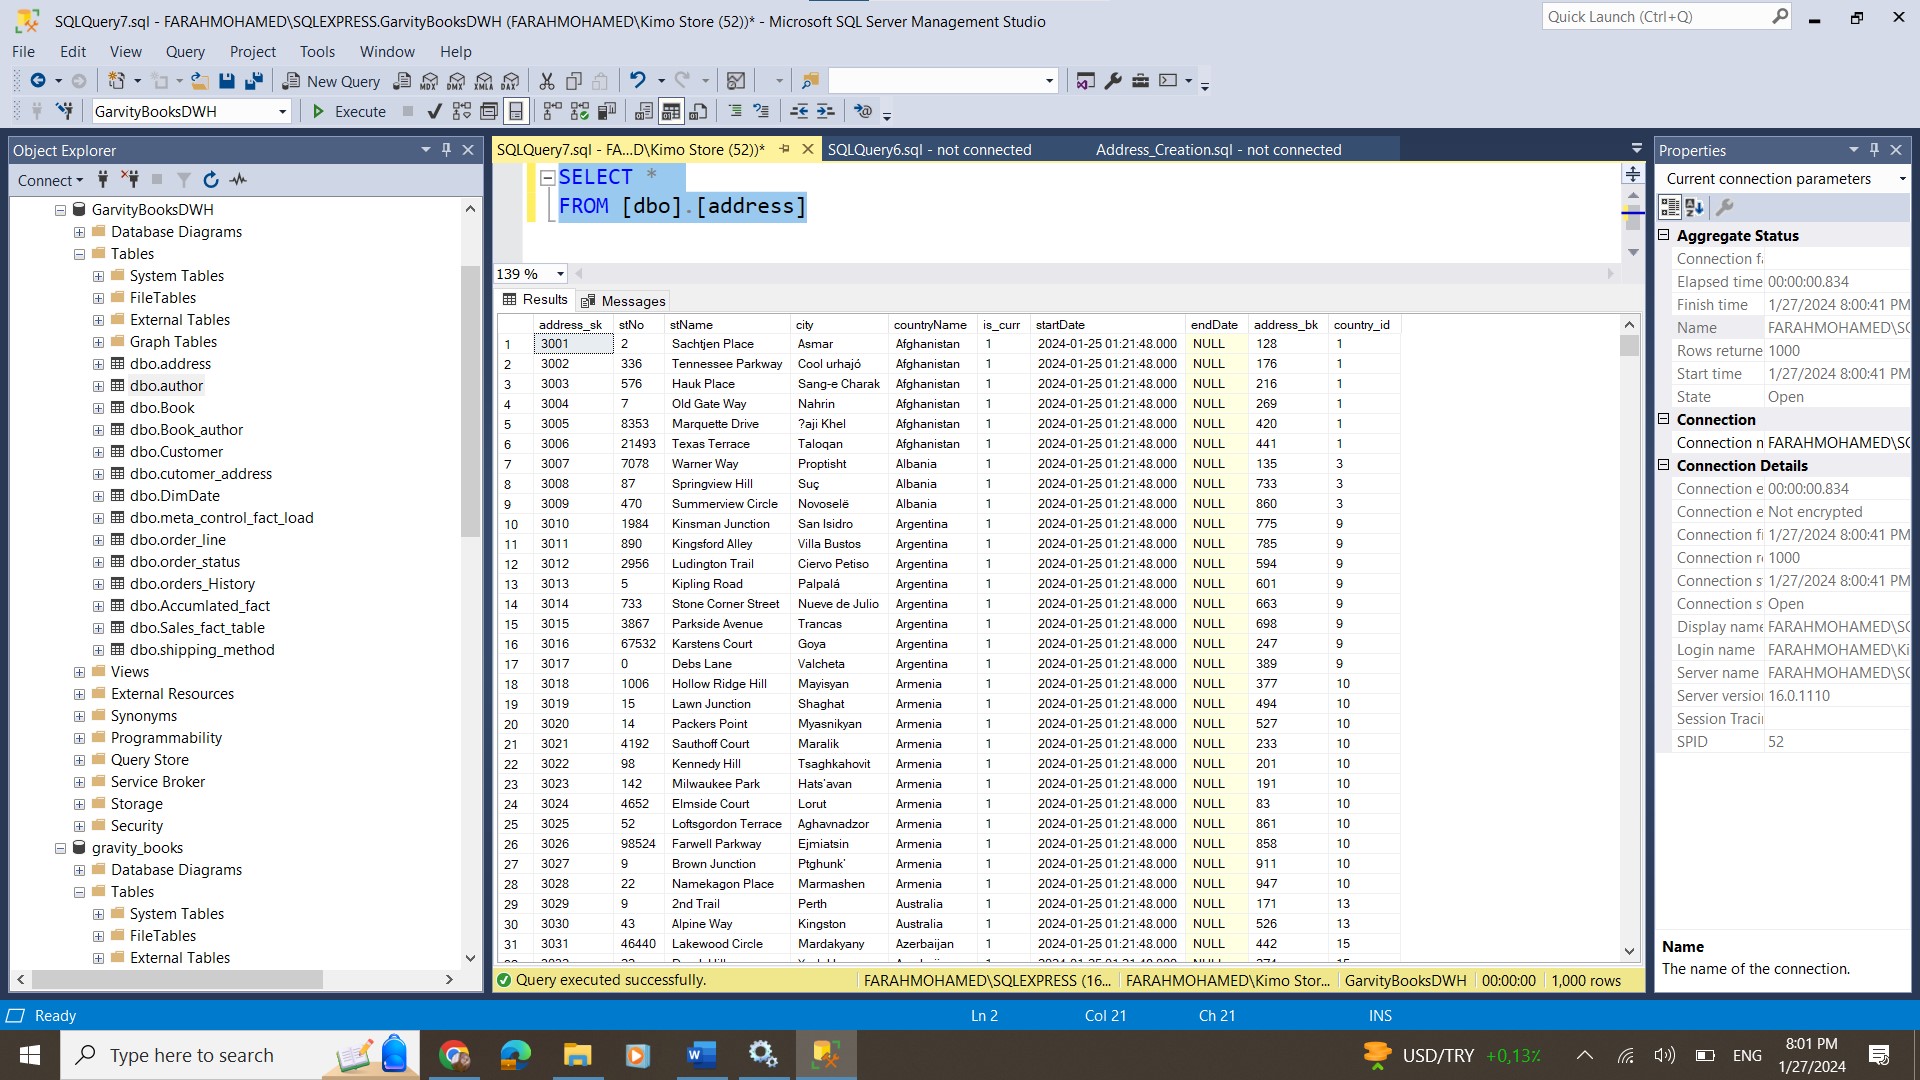 SQLQuery7.sql - FARAHMOHAMED\SQLEXPRESS.GarvityBooksDWH (FARAHMOHAMED\Kimo Store (52))* - Microsoft SQL Server Management Studio
Quick Launch (Ctrl+Q)
File Edit View Query Project Tools Window Help
New Query MDX DMX XMLA DAX
GarvityBooksDWH Execute
Object Explorer
Connect
GarvityBooksDWH
Database Diagrams
Tables
System Tables
FileTables
External Tables
Graph Tables
dbo.address
dbo.author
dbo.Book
dbo.Book_author
dbo.Customer
dbo.cutomer_address
dbo.DimDate
dbo.meta_control_fact_load
dbo.order_line
dbo.order_status
dbo.orders_History
dbo.Accumlated_fact
dbo.Sales_fact_table
dbo.shipping_method
Views
External Resources
Synonyms
Programmability
Query Store
Service Broker
Storage
Security
gravity_books
Database Diagrams
Tables
System Tables
FileTables
External Tables
SQLQuery7.sql - FA...D\Kimo Store (52))* SQLQuery6.sql - not connected Address_Creation.sql - not connected
SELECT *
FROM [dbo].[address]
139 %
Results Messages
address_sk stNo stName city countryName is_curr startDate endDate address_bk country_id
1 3001 2 Sachtjen Place Asmar Afghanistan 1 2024-01-25 01:21:48.000 NULL 128 1
2 3002 336 Tennessee Parkway Cool urhajó Afghanistan 1 2024-01-25 01:21:48.000 NULL 176 1
3 3003 576 Hauk Place Sang-e Charak Afghanistan 1 2024-01-25 01:21:48.000 NULL 216 1
4 3004 7 Old Gate Way Nahrin Afghanistan 1 2024-01-25 01:21:48.000 NULL 269 1
5 3005 8353 Marquette Drive ?aji Khel Afghanistan 1 2024-01-25 01:21:48.000 NULL 420 1
6 3006 21493 Texas Terrace Taloqan Afghanistan 1 2024-01-25 01:21:48.000 NULL 441 1
7 3007 7078 Warner Way Proptisht Albania 1 2024-01-25 01:21:48.000 NULL 135 3
8 3008 87 Springview Hill Suç Albania 1 2024-01-25 01:21:48.000 NULL 733 3
9 3009 470 Summerview Circle Novoselë Albania 1 2024-01-25 01:21:48.000 NULL 860 3
10 3010 1984 Kinsman Junction San Isidro Argentina 1 2024-01-25 01:21:48.000 NULL 775 9
11 3011 890 Kingsford Alley Villa Bustos Argentina 1 2024-01-25 01:21:48.000 NULL 785 9
12 3012 2956 Ludington Trail Ciervo Petiso Argentina 1 2024-01-25 01:21:48.000 NULL 594 9
13 3013 5 Kipling Road Palpalá Argentina 1 2024-01-25 01:21:48.000 NULL 601 9
14 3014 733 Stone Corner Street Nueve de Julio Argentina 1 2024-01-25 01:21:48.000 NULL 663 9
15 3015 3867 Parkside Avenue Trancas Argentina 1 2024-01-25 01:21:48.000 NULL 698 9
16 3016 67532 Karstens Court Goya Argentina 1 2024-01-25 01:21:48.000 NULL 247 9
17 3017 0 Debs Lane Valcheta Argentina 1 2024-01-25 01:21:48.000 NULL 389 9
18 3018 1006 Hollow Ridge Hill Mayisyan Armenia 1 2024-01-25 01:21:48.000 NULL 377 10
19 3019 15 Lawn Junction Shaghat Armenia 1 2024-01-25 01:21:48.000 NULL 494 10
20 3020 14 Packers Point Myasnikyan Armenia 1 2024-01-25 01:21:48.000 NULL 527 10
21 3021 4192 Sauthoff Court Maralik Armenia 1 2024-01-25 01:21:48.000 NULL 233 10
22 3022 98 Kennedy Hill Tsaghkahovit Armenia 1 2024-01-25 01:21:48.000 NULL 201 10
23 3023 142 Milwaukee Park Hats'avan Armenia 1 2024-01-25 01:21:48.000 NULL 191 10
24 3024 4652 Elmside Court Lorut Armenia 1 2024-01-25 01:21:48.000 NULL 83 10
25 3025 52 Loftsgordon Terrace Aghavnadzor Armenia 1 2024-01-25 01:21:48.000 NULL 861 10
26 3026 98524 Farwell Parkway Ejmiatsin Armenia 1 2024-01-25 01:21:48.000 NULL 858 10
27 3027 9 Brown Junction Ptghunk' Armenia 1 2024-01-25 01:21:48.000 NULL 911 10
28 3028 22 Namekagon Place Marmashen Armenia 1 2024-01-25 01:21:48.000 NULL 947 10
29 3029 9 2nd Trail Perth Australia 1 2024-01-25 01:21:48.000 NULL 171 13
30 3030 43 Alpine Way Kingston Australia 1 2024-01-25 01:21:48.000 NULL 526 13
31 3031 46440 Lakewood Circle Mardakyany Azerbaijan 1 2024-01-25 01:21:48.000 NULL 442 15
Query executed successfully. FARAHMOHAMED\SQLEXPRESS (16... FARAHMOHAMED\Kimo Stor... GarvityBooksDWH 00:00:00 1,000 rows
Properties
Current connection parameters
Aggregate Status
Connection fa
Elapsed time 00:00:00.834
Finish time 1/27/2024 8:00:41 PM
Name FARAHMOHAMED\SQ
Rows returne 1000
Start time 1/27/2024 8:00:41 PM
State Open
Connection
Connection n FARAHMOHAMED\SQ
Connection Details
Connection e 00:00:00.834
Connection e Not encrypted
Connection fi 1/27/2024 8:00:41 PM
Connection r 1000
Connection s 1/27/2024 8:00:41 PM
Connection s Open
Display name FARAHMOHAMED\SQ
Login name FARAHMOHAMED\Ki
Server name FARAHMOHAMED\SQ
Server versio 16.0.1110
Session Traci
SPID 52
Name
The name of the connection.
Ready Ln 2 Col 21 Ch 21 INS
Type here to search
USD/TRY +0,13% ENG 8:01 PM
1/27/2024